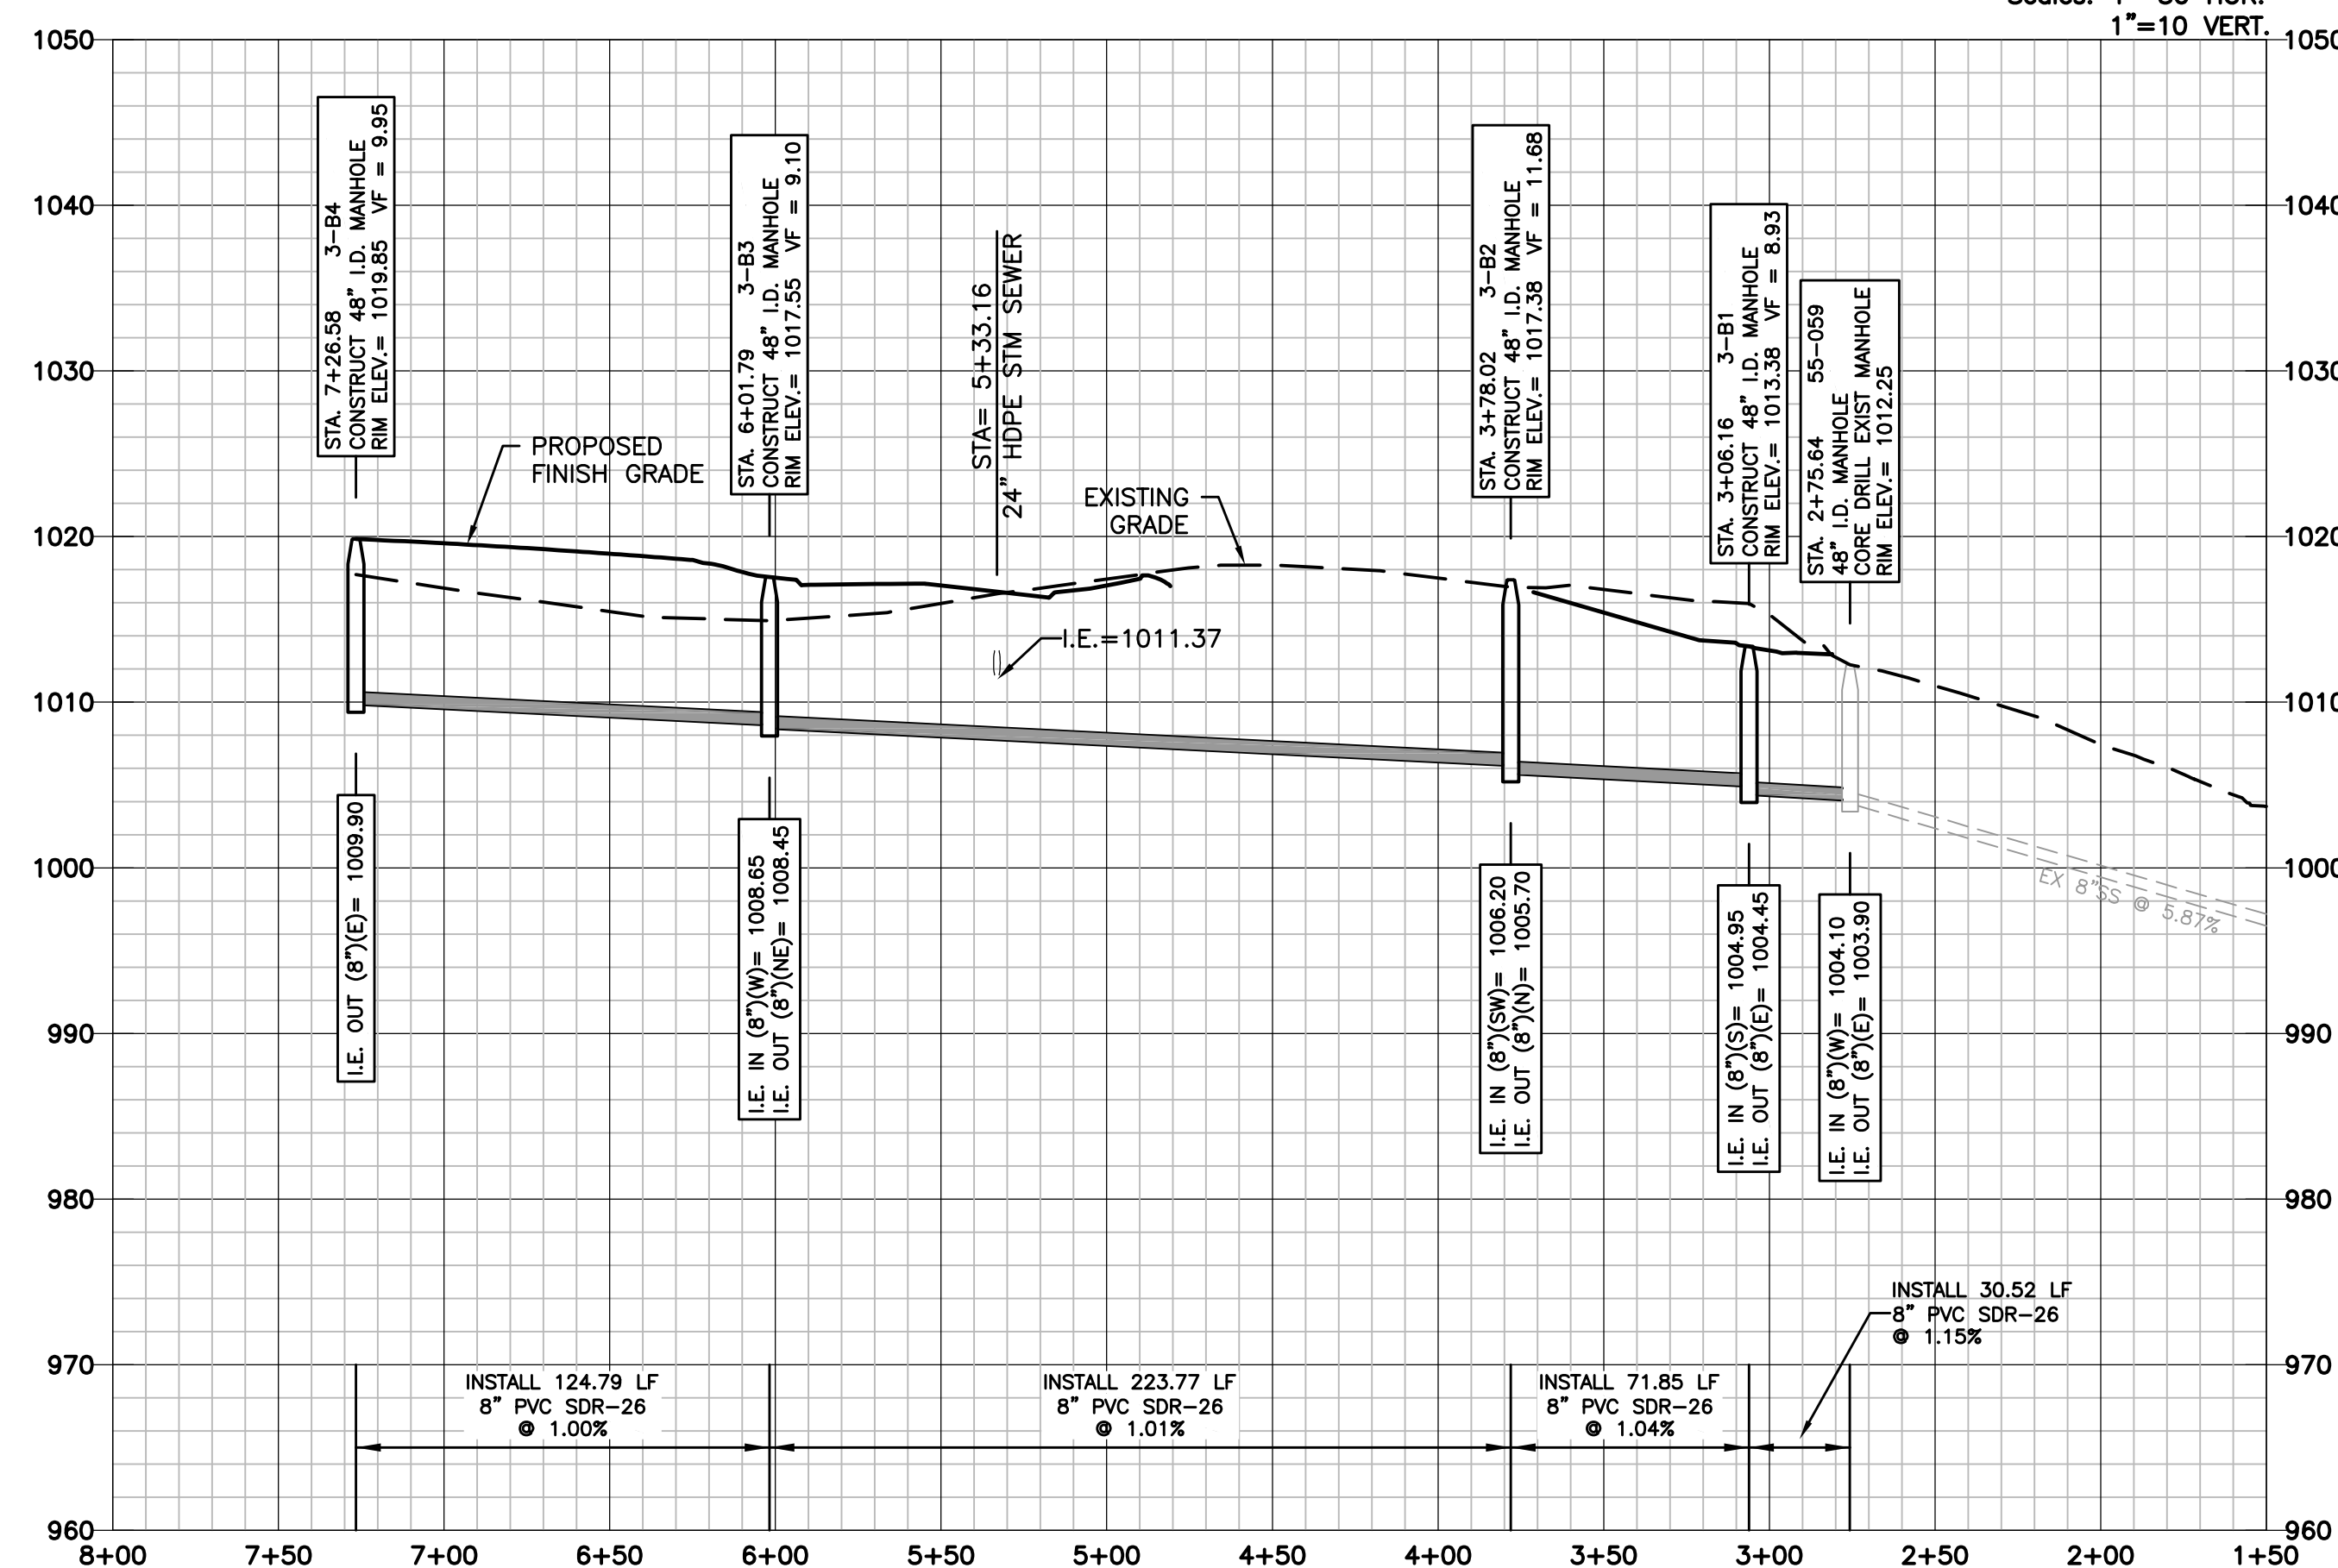 1"=10 VERT.
1050
1040
1030
1020
1010
1000
990
980
970
960
STA. 7+26.58 3-B4
CONSTRUCT 48" I.D. MANHOLE
RIM ELEV.= 1019.85 VF = 9.95
PROPOSED
FINISH GRADE
STA. 6+01.79 3-B3
CONSTRUCT 48" I.D. MANHOLE
RIM ELEV.= 1017.55 VF = 9.10
STA= 5+33.16
24" HDPE STM SEWER
EXISTING
GRADE
I.E.=1011.37
STA. 3+78.02 3-B2
CONSTRUCT 48" I.D. MANHOLE
RIM ELEV.= 1017.38 VF = 11.68
STA. 3+06.16 3-B1
CONSTRUCT 48" I.D. MANHOLE
RIM ELEV.= 1013.38 VF = 8.93
STA. 2+75.64 55-059
48" I.D. MANHOLE
CORE DRILL EXIST MANHOLE
RIM ELEV.= 1012.25
I.E. OUT (8")(E)= 1009.90
I.E. IN (8")(W)= 1008.65
I.E. OUT (8")(NE)= 1008.45
I.E. IN (8")(SW)= 1006.20
I.E. OUT (8")(N)= 1005.70
I.E. IN (8")(S)= 1004.95
I.E. OUT (8")(E)= 1004.45
I.E. IN (8")(W)= 1004.10
I.E. OUT (8")(E)= 1003.90
EX 8"SS @ 5.87%
INSTALL 124.79 LF
8" PVC SDR-26
@ 1.00%
INSTALL 223.77 LF
8" PVC SDR-26
@ 1.01%
INSTALL 71.85 LF
8" PVC SDR-26
@ 1.04%
INSTALL 30.52 LF
8" PVC SDR-26
@ 1.15%
1050
1040
1030
1020
1010
1000
990
980
970
960
8+00 7+50 7+00 6+50 6+00 5+50 5+00 4+50 4+00 3+50 3+00 2+50 2+00 1+50